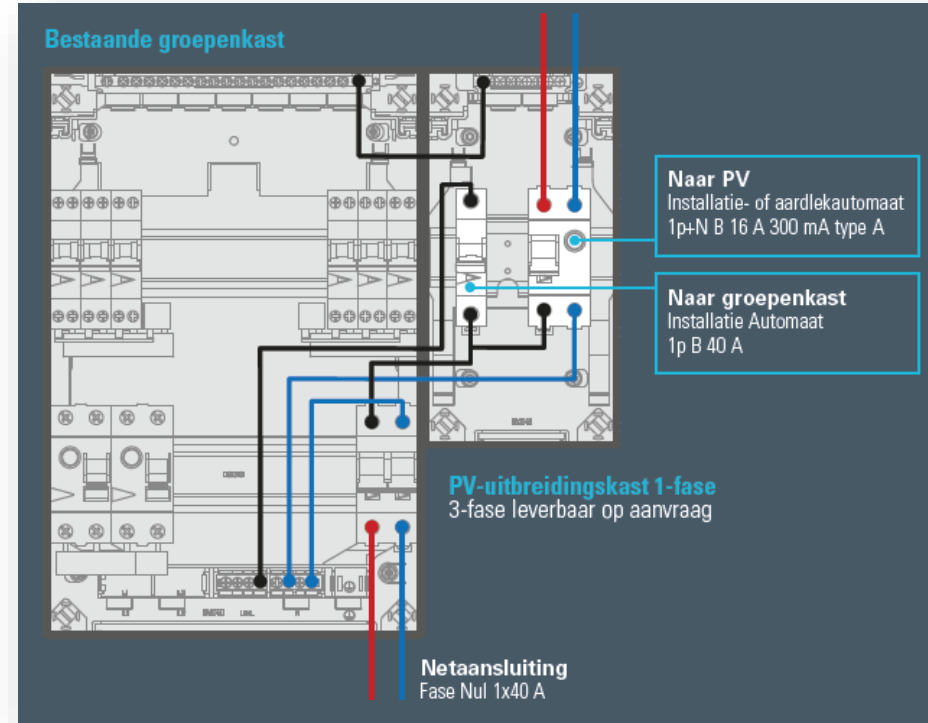 Bestaande groepenkast
Naar PV
Installatie- of aardlekautomaat
1p+N B 16 A 300 mA type A
Naar groepenkast
Installatie Automaat
1p B 40 A
PV-uitbreidingskast 1-fase
3-fase leverbaar op aanvraag
Netaansluiting
Fase Nul 1x40 A